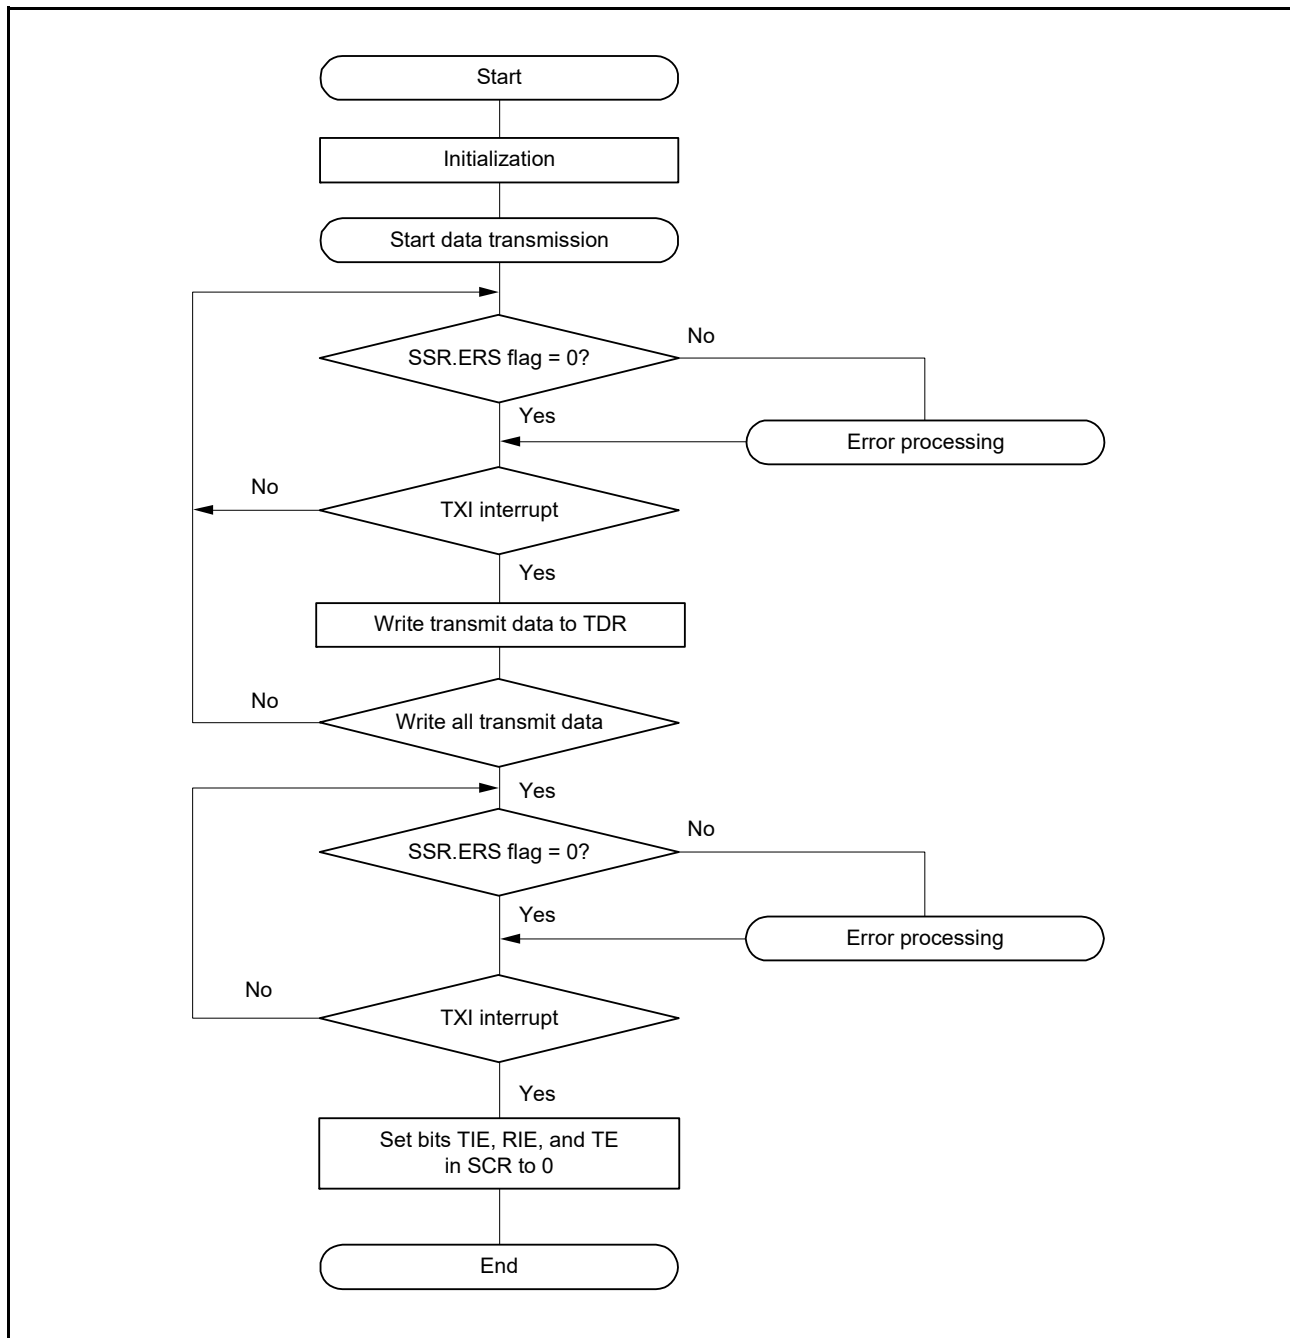 Start
Initialization
Start data transmission
SSR.ERS flag = 0?
No
Yes
Error processing
No
TXI interrupt
Yes
Write transmit data to TDR
No
Write all transmit data
Yes
SSR.ERS flag = 0?
No
Yes
Error processing
No
TXI interrupt
Yes
Set bits TIE, RIE, and TE
in SCR to 0
End